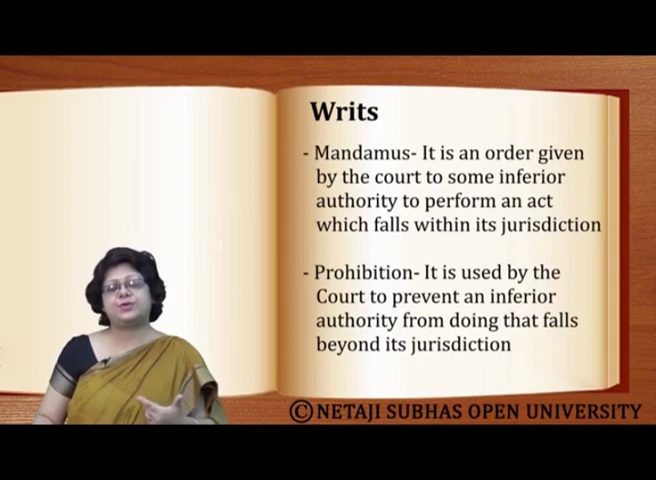 Writs
- Mandamus- It is an order given
by the court to some inferior
authority to perform an act
which falls within its jurisdiction
- Prohibition- It is used by the
Court to prevent an inferior
authority from doing that falls
beyond its jurisdiction
© NETAJI SUBHAS OPEN UNIVERSITY